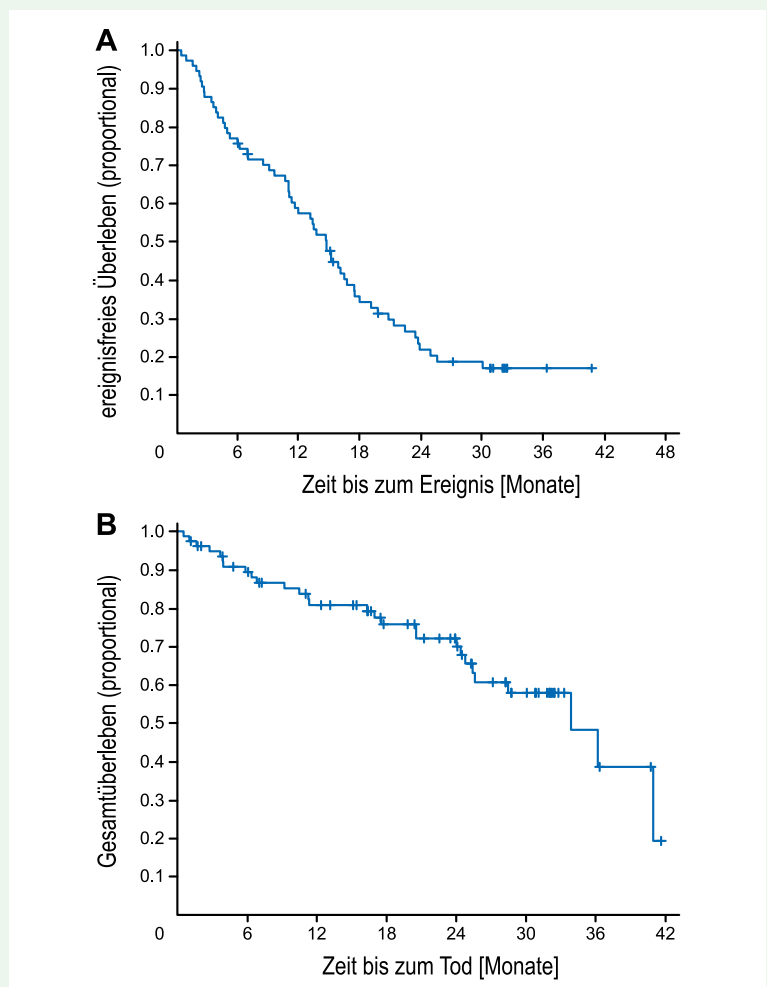 A
ereignisfreies Überleben (proportional)
1.0
0.9
0.8
0.7
0.6
0.5
0.4
0.3
0.2
0.1
0 6 12 18 24 30 36 42 48
Zeit bis zum Ereignis [Monate]
B
Gesamtüberleben (proportional)
1.0
0.9
0.8
0.7
0.6
0.5
0.4
0.3
0.2
0.1
0 6 12 18 24 30 36 42
Zeit bis zum Tod [Monate]